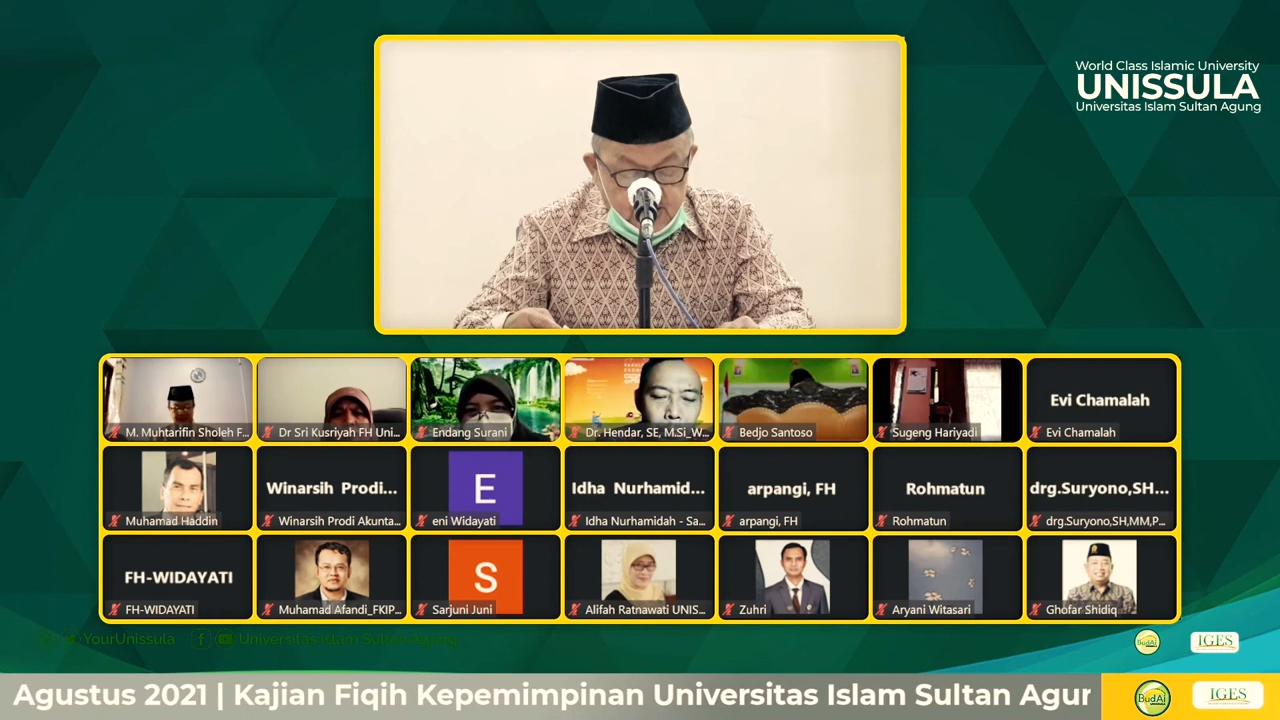 World Class Islamic University
UNISSULA
Universitas Islam Sultan Agung
M. Muhtarifin Sholeh F...
Dr Sri Kusriyah FH Uni...
Endang Surani
Dr. Hendar, SE, M.Si_W...
Bedjo Santoso
Sugeng Hariyadi
Evi Chamalah
Evi Chamalah
Muhamad Haddin
Winarsih Prodi...
Winarsih Prodi Akunta...
E
eni Widayati
Idha Nurhamid...
Idha Nurhamidah - Sa...
arpangi, FH
arpangi, FH
Rohmatun
Rohmatun
drg.Suryono,SH...
drg.Suryono,SH,MM,P...
FH-WIDAYATI
FH-WIDAYATI
Muhamad Afandi_FKIP...
S
Sarjuni Juni
Alifah Ratnawati UNIS...
Zuhri
Aryani Witasari
Ghofar Shidiq
YourUnissula
Universitas Islam Sultan Agung
BudAi
IGES
Agustus 2021 | Kajian Fiqih Kepemimpinan Universitas Islam Sultan Agun
BudAi
IGES